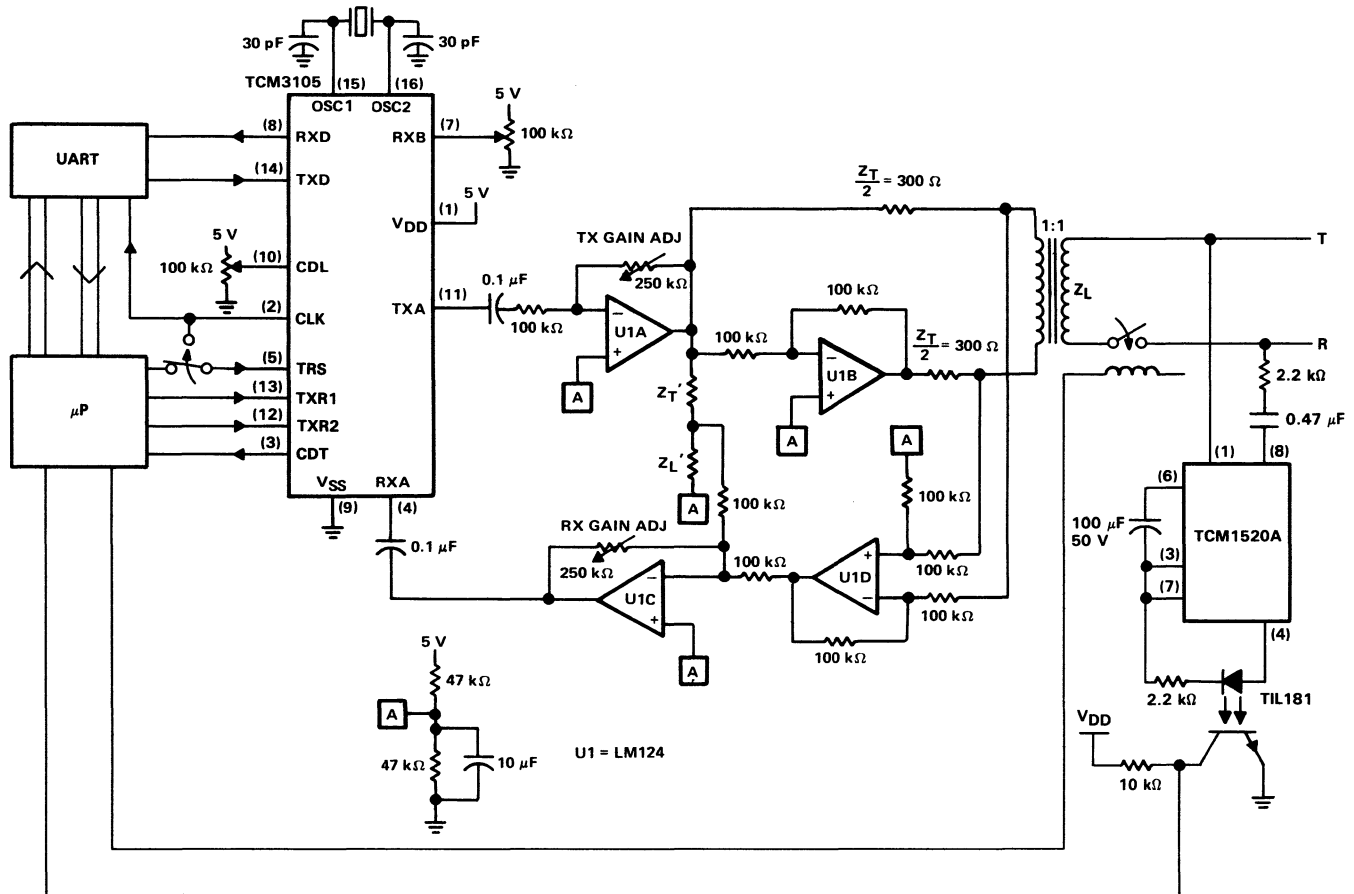 30 pF
30 pF
TCM3105
(15)
(16)
OSC1
OSC2
5 V
(8)
RXD
(7)
RXB
100 kΩ
UART
(14)
TXD
5 V
(1)
VDD
ZT/2 = 300 Ω
1:1
T
5 V
(10)
CDL
100 kΩ
TX GAIN ADJ
250 kΩ
0.1 μF
(11)
TXA
100 kΩ
100 kΩ
ZL
(2)
CLK
U1A
−
+
100 kΩ
ZT/2 = 300 Ω
R
(5)
TRS
−
U1B
+
2.2 kΩ
μP
(13)
TXR1
A
ZT'
(12)
TXR2
A
A
0.47 μF
(3)
CDT
ZL'
(1)
(8)
VSS
RXA
(6)
(9)
(4)
A
100 kΩ
100 kΩ
RX GAIN ADJ
100 μF
50 V
TCM1520A
0.1 μF
250 kΩ
−
U1C
+
100 kΩ
+
U1D
−
100 kΩ
(3)
100 kΩ
(7)
100 kΩ
(4)
5 V
A
47 kΩ
A
2.2 kΩ
TIL181
VDD
47 kΩ
10 μF
U1 = LM124
10 kΩ